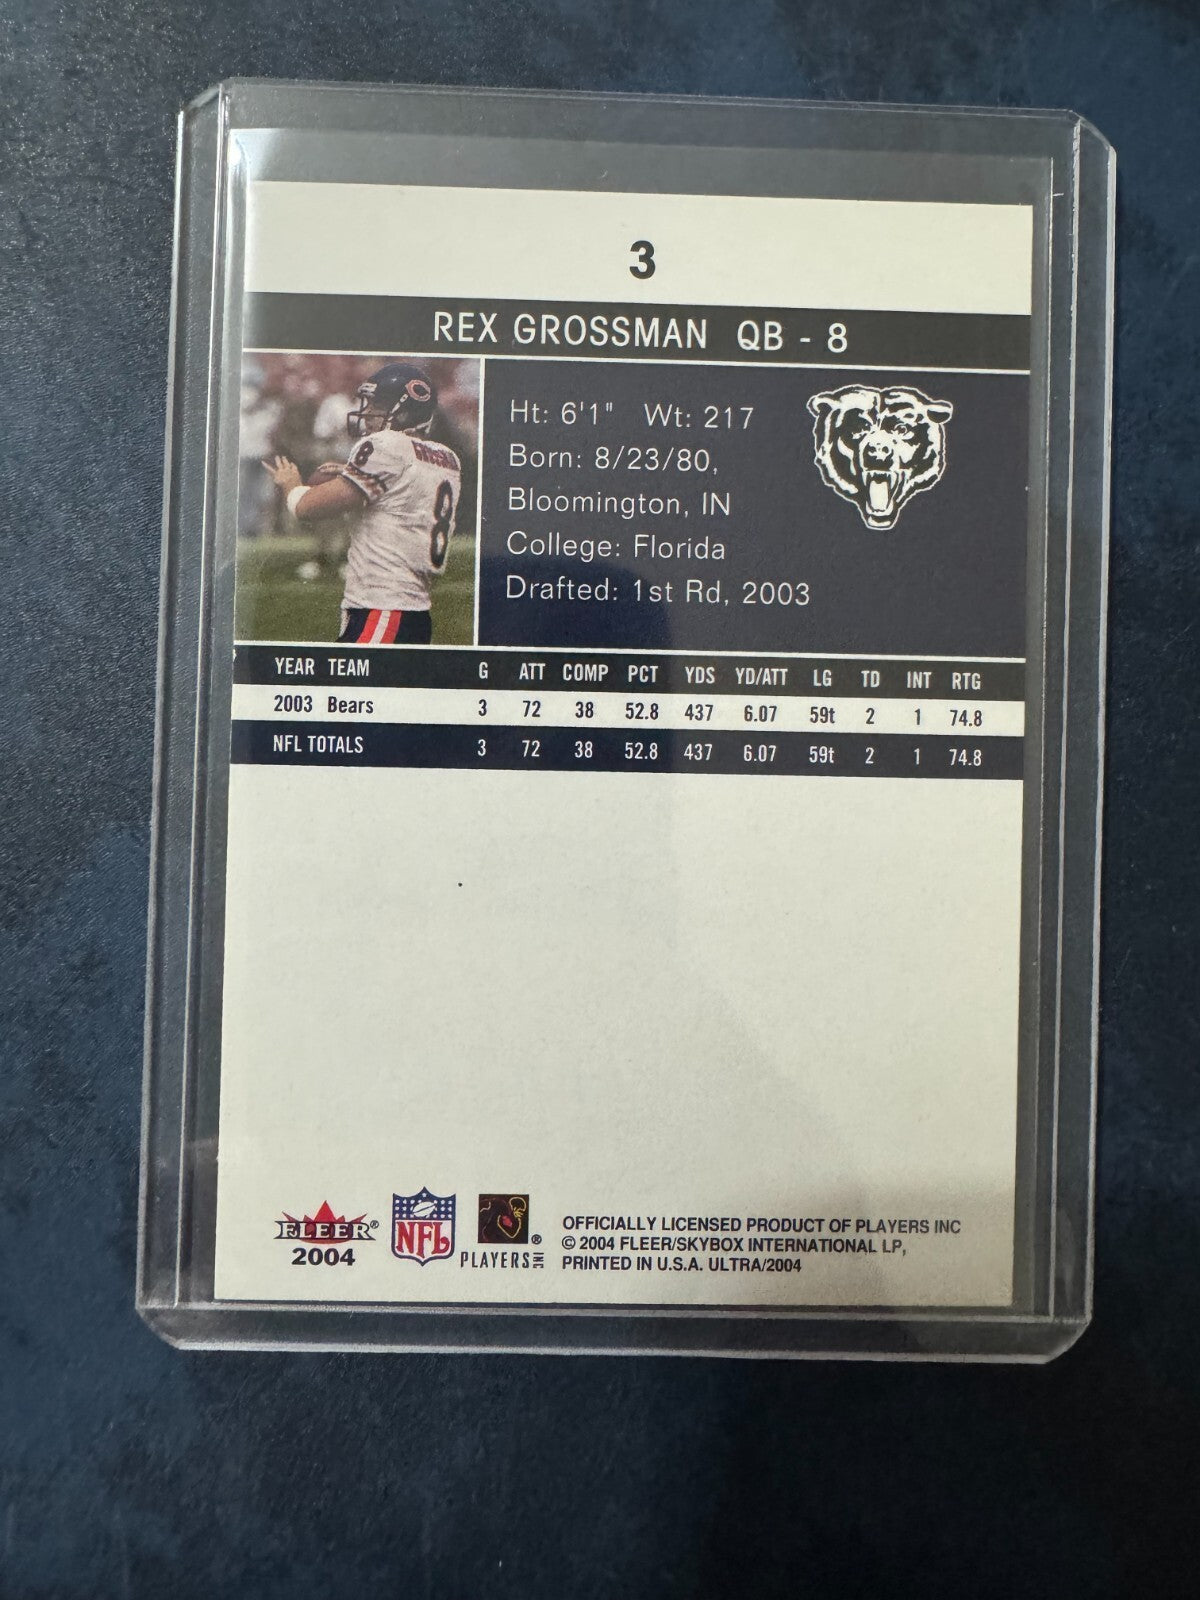 3
REX GROSSMAN QB - 8
GROSSMAN
8
8
Ht: 6'1" Wt: 217
Born: 8/23/80,
Bloomington, IN
College: Florida
Drafted: 1st Rd, 2003
YEAR TEAM G ATT COMP PCT YDS YD/ATT LG TD INT RTG
2003 Bears 3 72 38 52.8 437 6.07 59t 2 1 74.8
NFL TOTALS 3 72 38 52.8 437 6.07 59t 2 1 74.8
FLEER®
2004
NFL
PLAYERS INC ®
OFFICIALLY LICENSED PRODUCT OF PLAYERS INC
© 2004 FLEER/SKYBOX INTERNATIONAL LP,
PRINTED IN U.S.A. ULTRA/2004